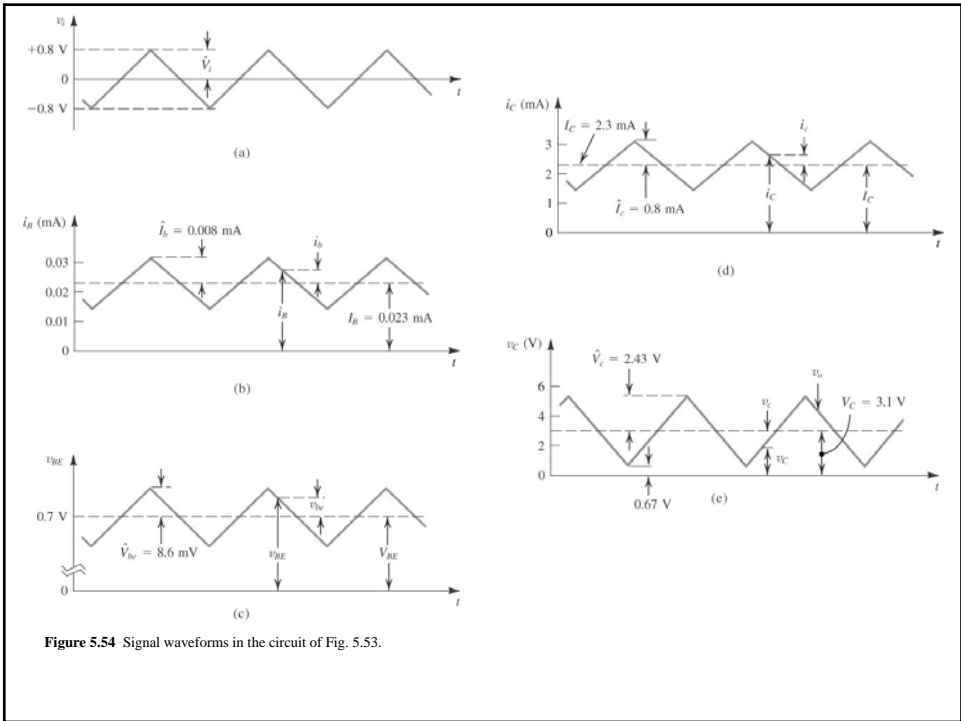 v_i
+0.8 V
V̂_i
0
t
−0.8 V
(a)
i_B (mA)
Î_b = 0.008 mA
i_b
0.03
0.02
i_B
I_B = 0.023 mA
0.01
0
t
(b)
v_BE
v_be
0.7 V
V̂_be = 8.6 mV
v_BE
V_BE
0
t
(c)
i_C (mA)
I_C = 2.3 mA
i_c
3
2
i_C
I_C
1
Î_c = 0.8 mA
0
t
(d)
v_C (V)
V̂_c = 2.43 V
v_o
6
v_c
V_C = 3.1 V
4
2
v_C
0
t
0.67 V
(e)
Figure 5.54 Signal waveforms in the circuit of Fig. 5.53.